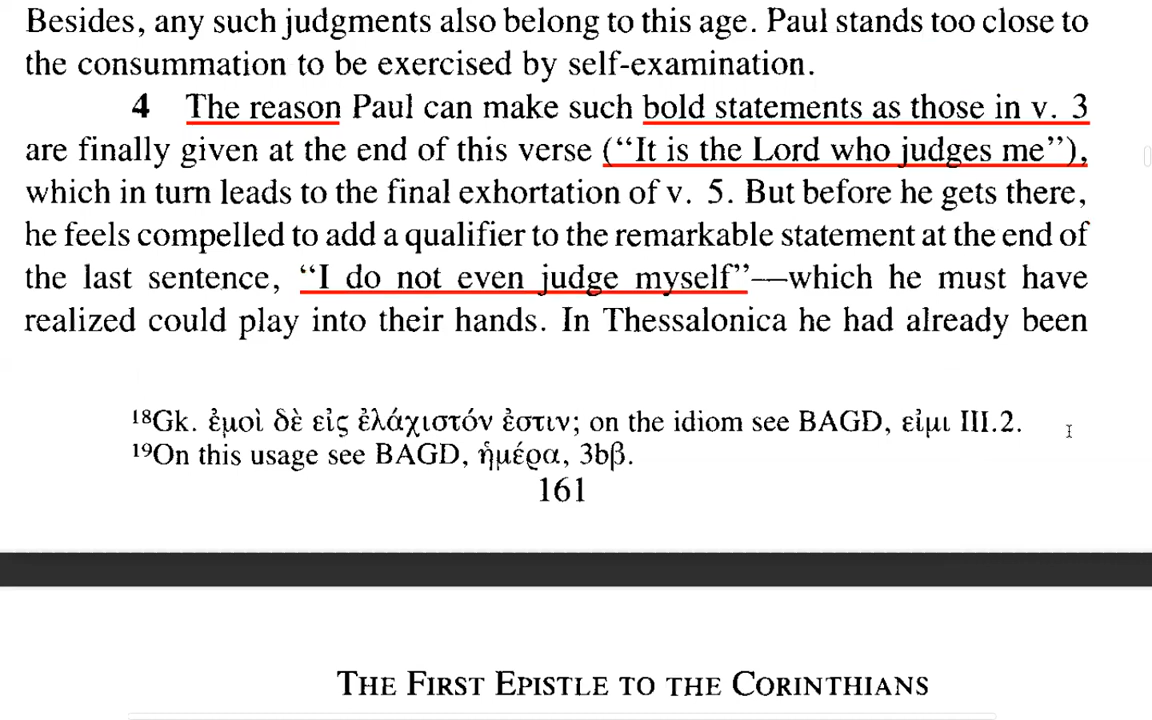 Besides, any such judgments also belong to this age. Paul stands too close to
the consummation to be exercised by self-examination.
4 The reason Paul can make such bold statements as those in v. 3
are finally given at the end of this verse (“It is the Lord who judges me”),
which in turn leads to the final exhortation of v. 5. But before he gets there,
he feels compelled to add a qualifier to the remarkable statement at the end of
the last sentence, “I do not even judge myself”—which he must have
realized could play into their hands. In Thessalonica he had already been
18Gk. ἐμοὶ δὲ εἰς ἐλάχιστόν ἐστιν; on the idiom see BAGD, εἰμι III.2.
19On this usage see BAGD, ἡμέρα, 3bβ.
161
THE FIRST EPISTLE TO THE CORINTHIANS